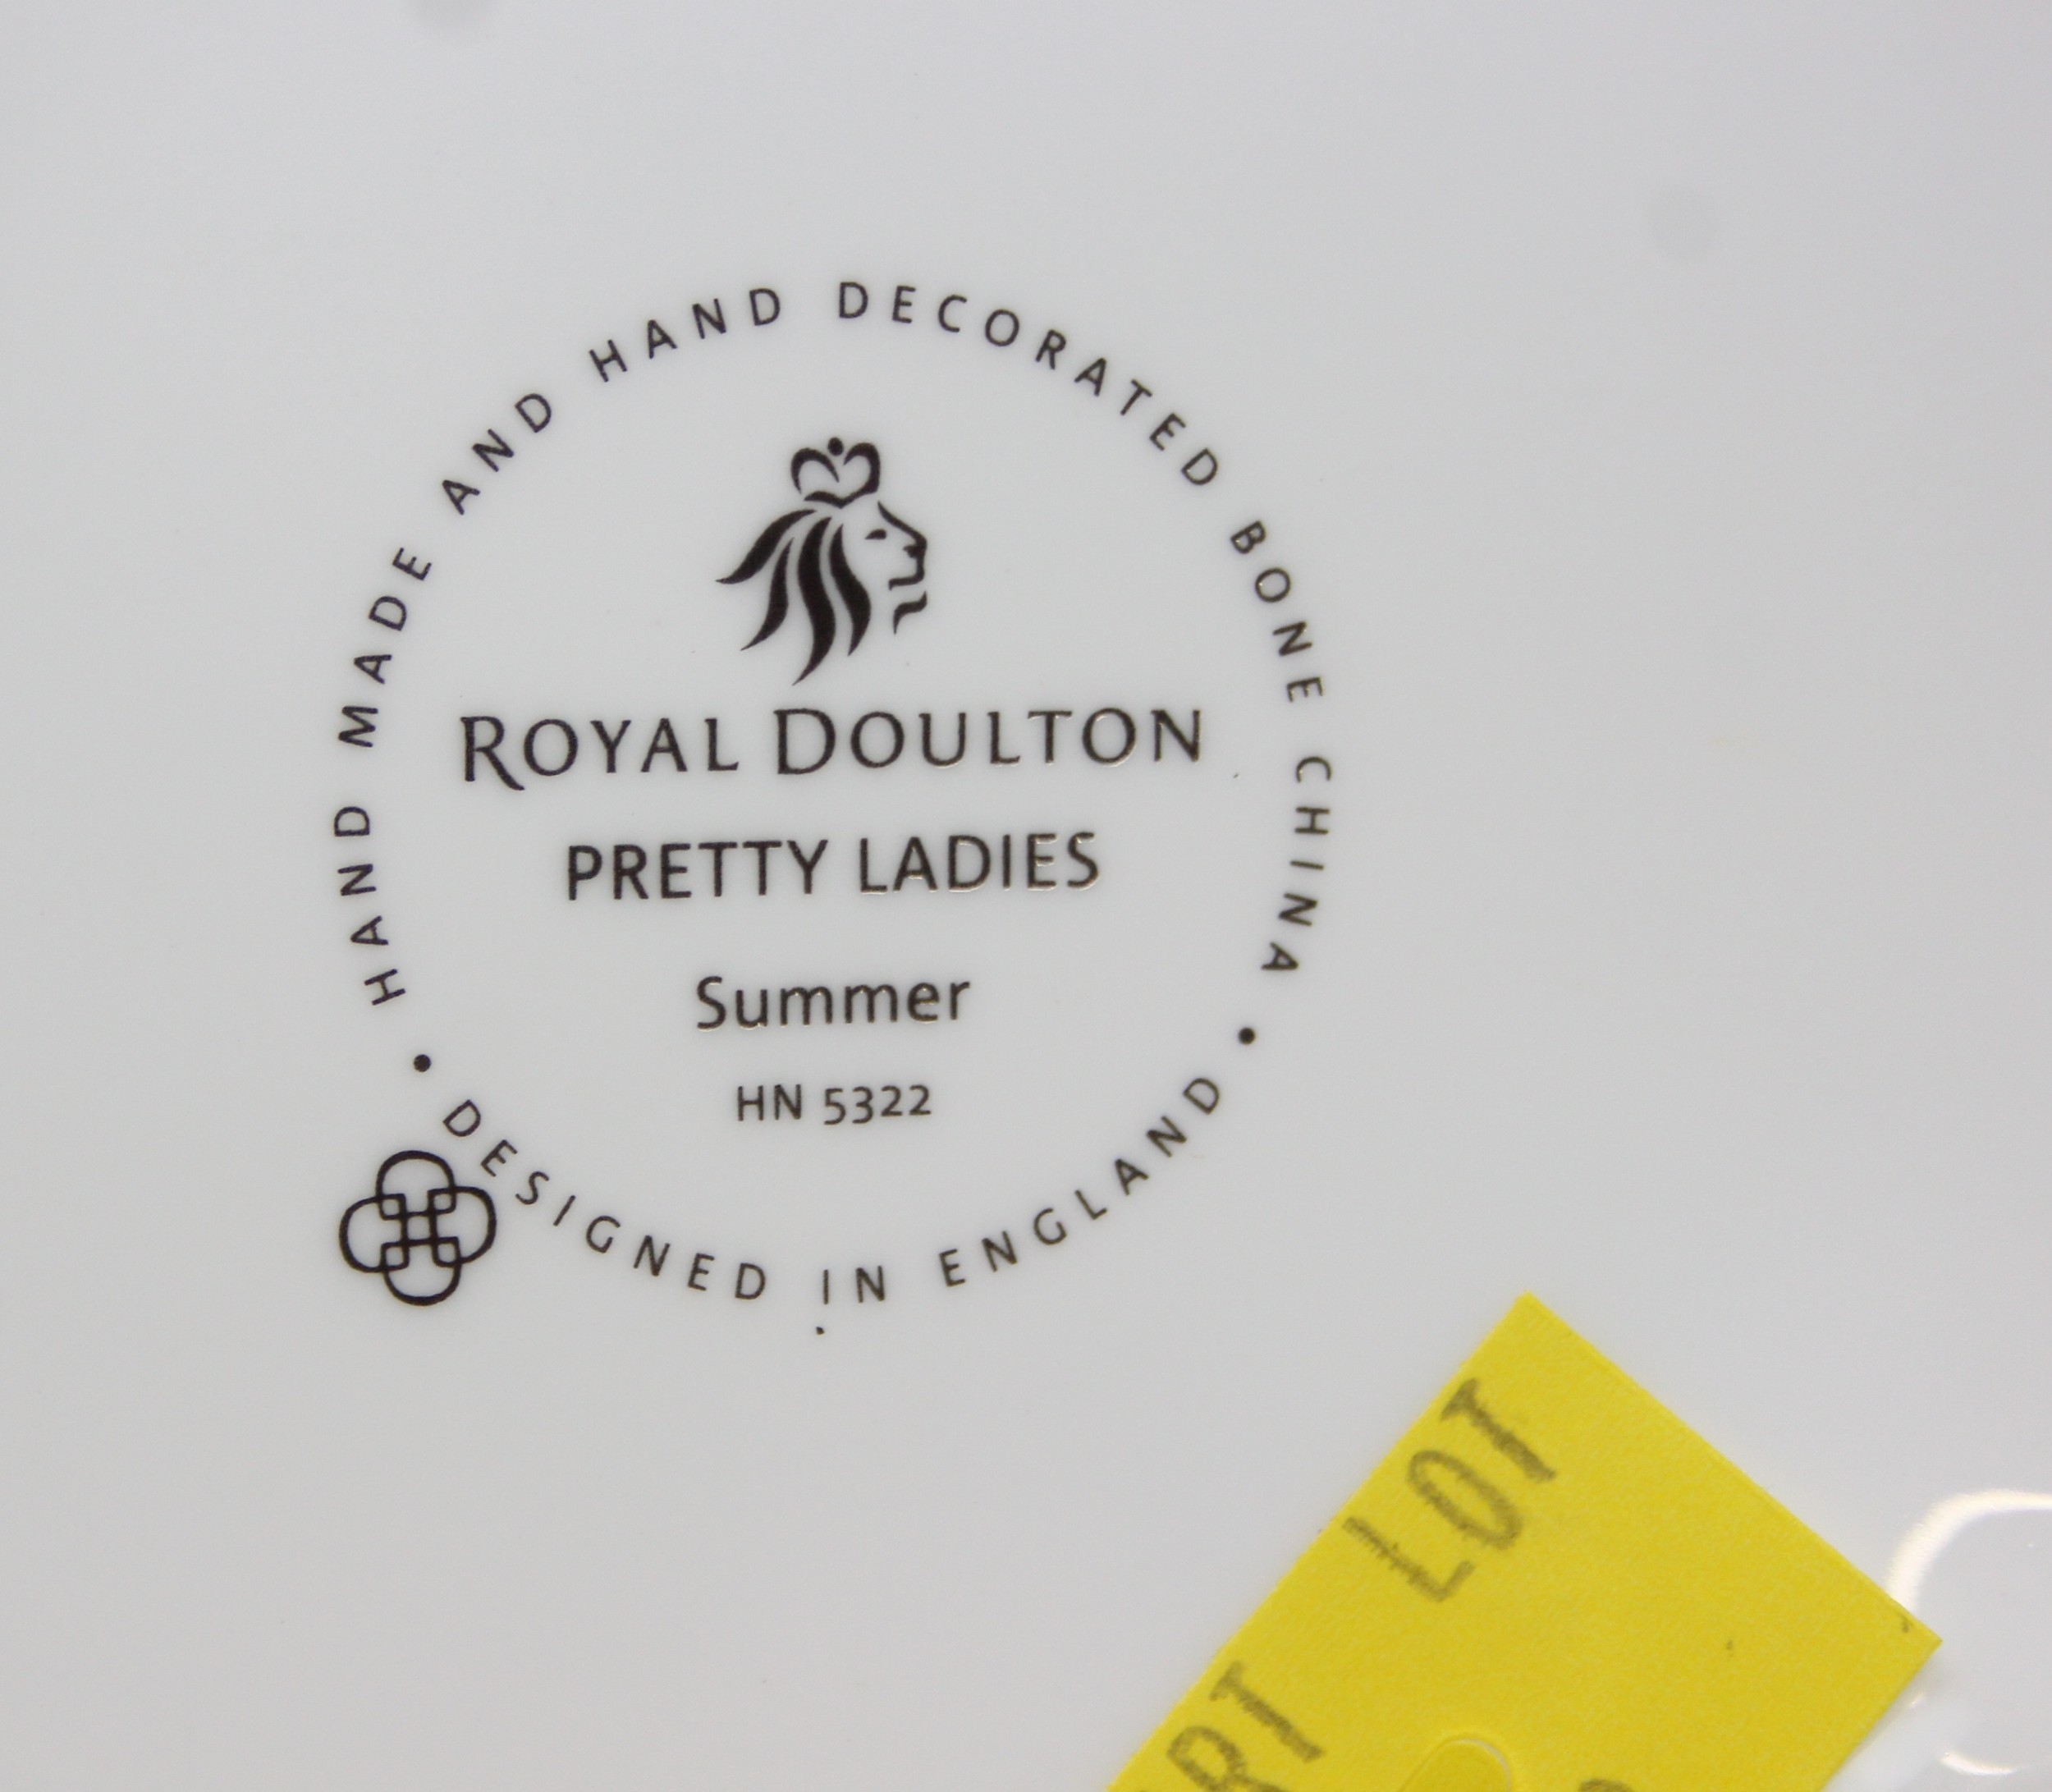 HAND MADE AND HAND DECORATED BONE CHINA
ROYAL DOULTON
PRETTY LADIES
Summer
HN 5322
• DESIGNED IN ENGLAND •
LOT